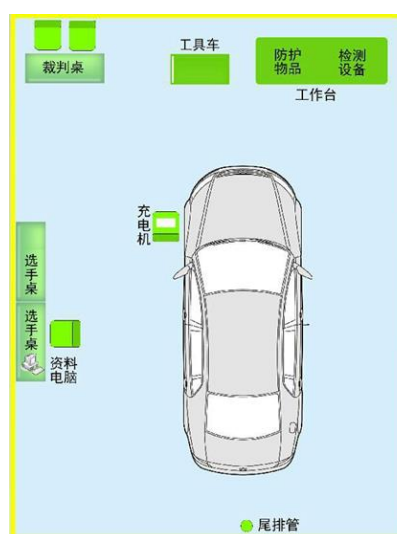 裁判桌
工具车
防护
物品
检测
设备
工作台
充电机
选手桌
选手桌
资料
电脑
尾排管